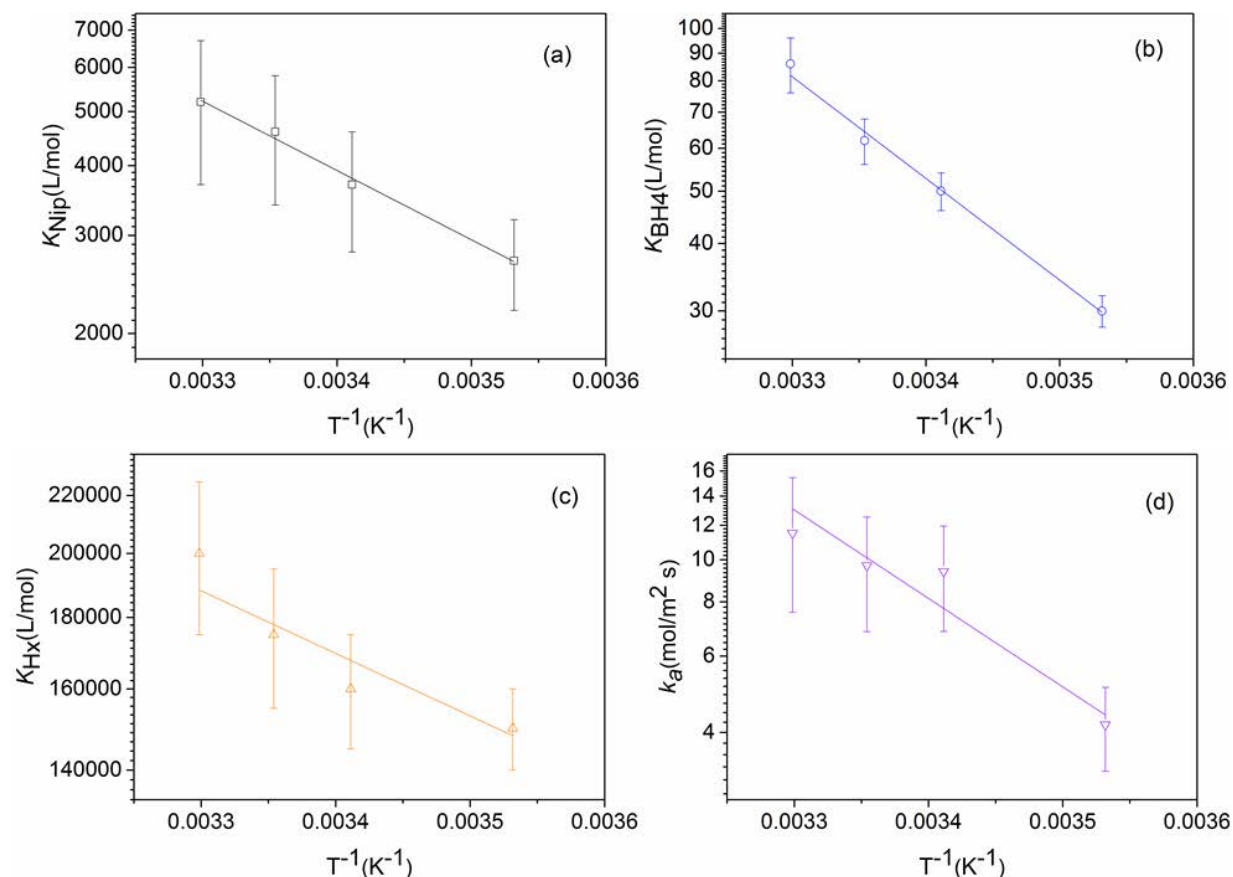 (a)
K_Nip(L/mol)
7000
6000
5000
4000
3000
2000
0.0033 0.0034 0.0035 0.0036
T⁻¹(K⁻¹)
(b)
K_BH4(L/mol)
100
90
80
70
60
50
40
30
0.0033 0.0034 0.0035 0.0036
T⁻¹(K⁻¹)
(c)
K_Hx(L/mol)
220000
200000
180000
160000
140000
0.0033 0.0034 0.0035 0.0036
T⁻¹(K⁻¹)
(d)
k_a(mol/m² s)
16
14
12
10
8
6
4
0.0033 0.0034 0.0035 0.0036
T⁻¹(K⁻¹)